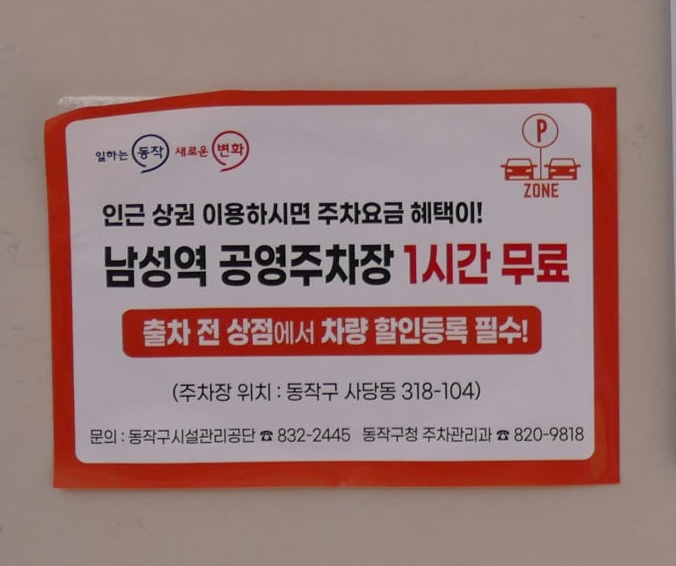 일하는 동작 새로운 변화
P
ZONE
인근 상권 이용하시면 주차요금 혜택이!
남성역 공영주차장 1시간 무료
출차 전 상점에서 차량 할인등록 필수!
(주차장 위치 : 동작구 사당동 318-104)
문의 : 동작구시설관리공단 ☎ 832-2445 동작구청 주차관리과 ☎ 820-9818